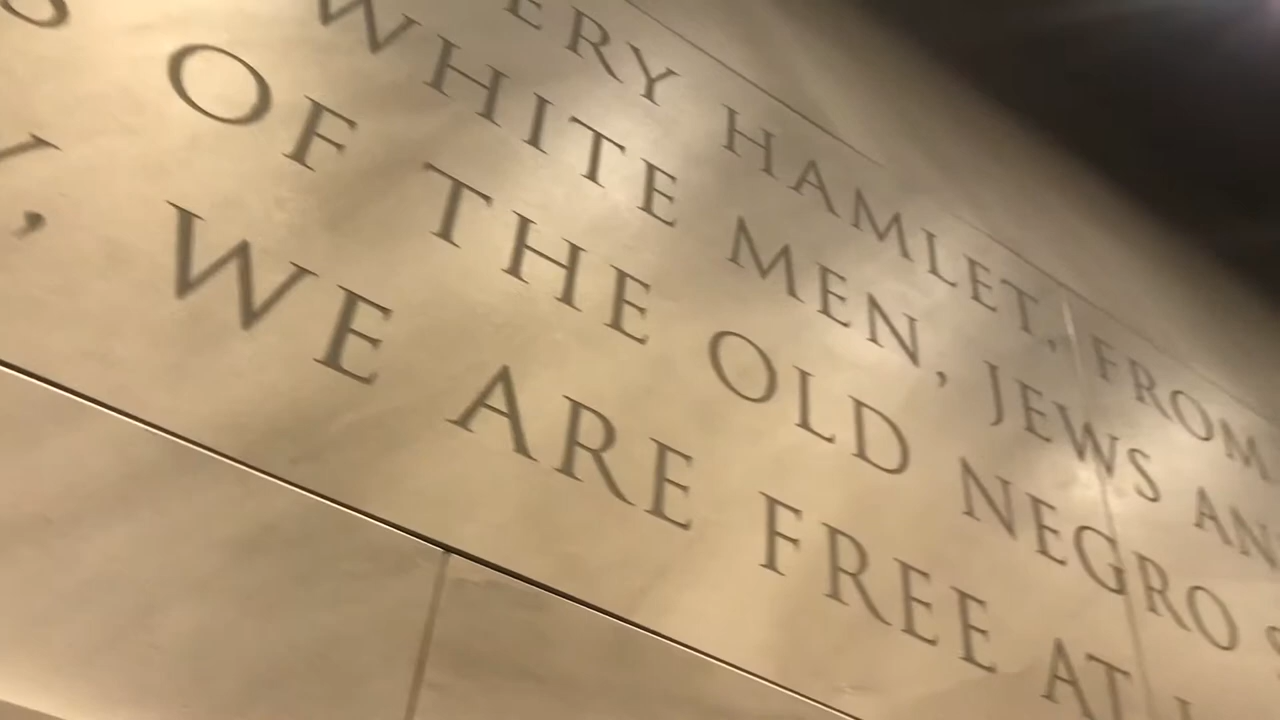 ERY HAMLET, FROM
WHITE MEN, JEWS AN
OF THE OLD NEGRO
, WE ARE FREE AT